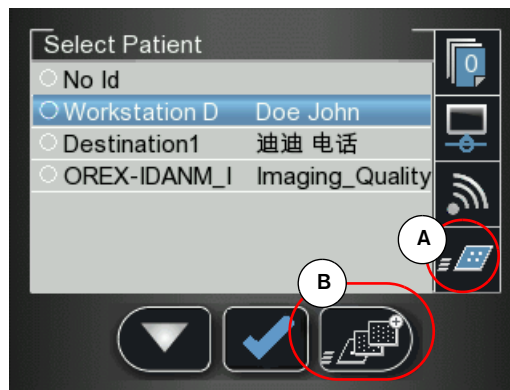 Select Patient
0
No Id
Workstation D Doe John
Destination1 迪迪 电话
OREX-IDANM_I Imaging_Quality
A
B